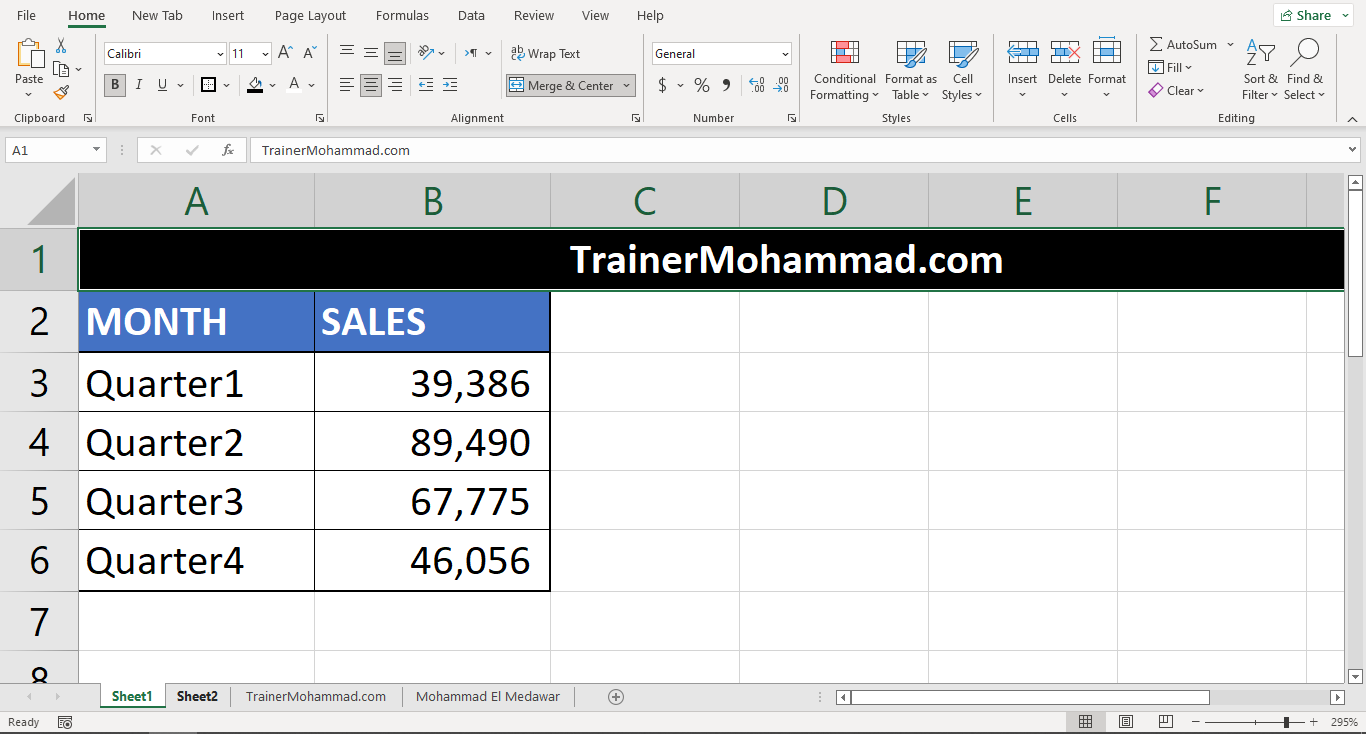 File Home New Tab Insert Page Layout Formulas Data Review View Help Share
Calibri 11 A A ab Wrap Text General AutoSum
Paste Conditional Format as Cell Insert Delete Format Fill Sort & Find &
B I U A Merge & Center $ % , Formatting Table Styles Clear Filter Select
Clipboard Font Alignment Number Styles Cells Editing
A1 fx TrainerMohammad.com
A B C D E F
1 TrainerMohammad.com
2 MONTH SALES
3 Quarter1 39,386
4 Quarter2 89,490
5 Quarter3 67,775
6 Quarter4 46,056
7
8
Sheet1 Sheet2 TrainerMohammad.com Mohammad El Medawar
Ready 295%